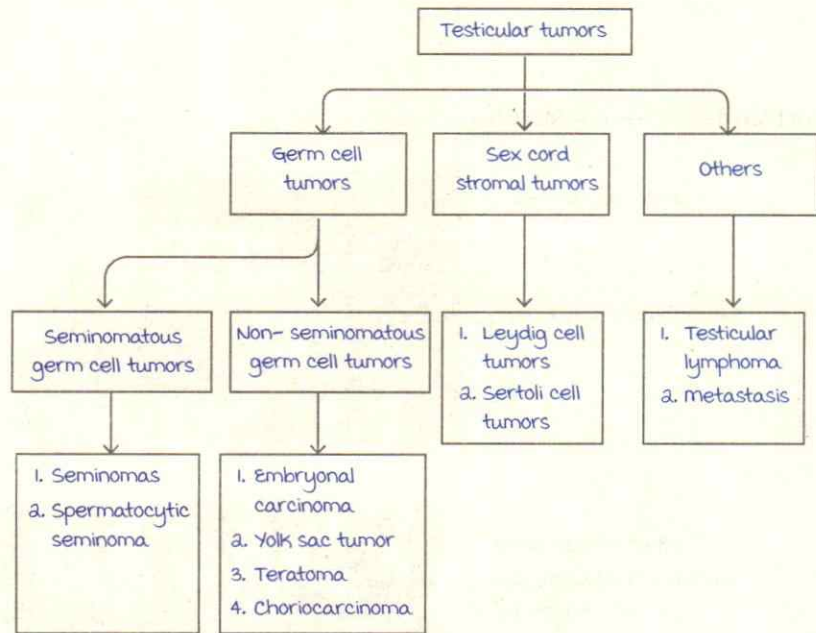 Testicular tumors
Germ cell
tumors
Sex cord
stromal tumors
Others
Seminomatous
germ cell tumors
Non- seminomatous
germ cell tumors
1. Leydig cell
tumors
2. Sertoli cell
tumors
1. Testicular
lymphoma
2. metastasis
1. Seminomas
2. Spermatocytic
seminoma
1. Embryonal
carcinoma
2. Yolk sac tumor
3. Teratoma
4. Choriocarcinoma